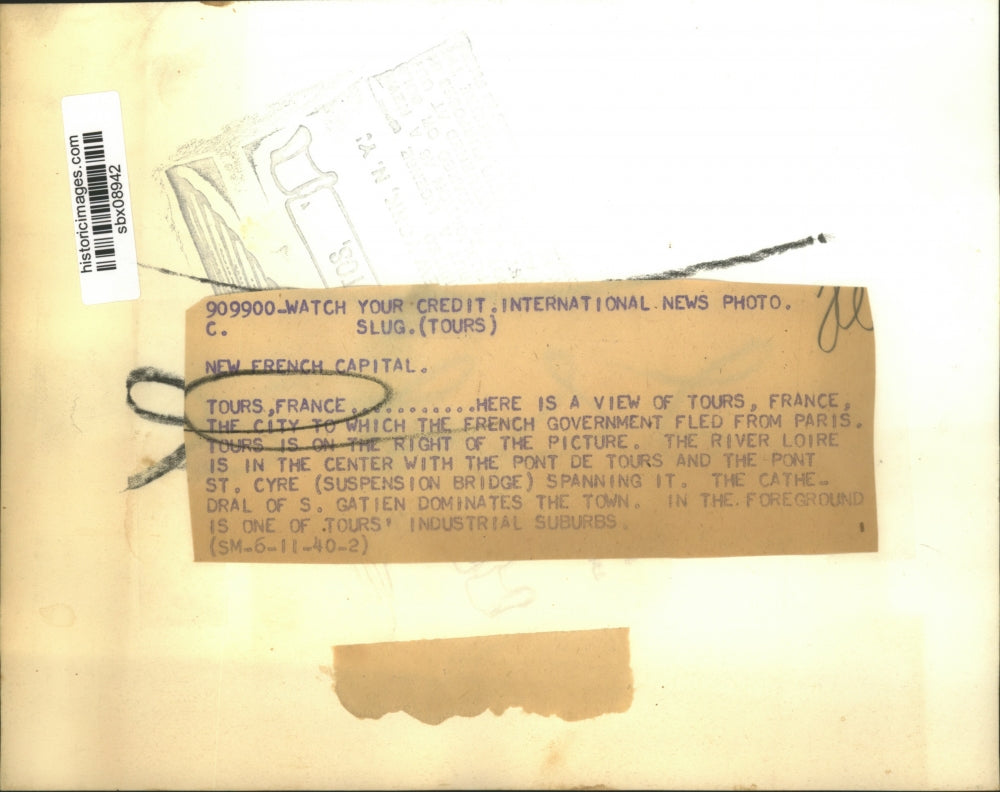 historicimages.com
sbx08942
909900-WATCH YOUR CREDIT.INTERNATIONAL NEWS PHOTO.
C. SLUG.(TOURS)
NEW FRENCH CAPITAL.
TOURS,FRANCE............HERE IS A VIEW OF TOURS, FRANCE,
THE CITY TO WHICH THE FRENCH GOVERNMENT FLED FROM PARIS.
TOURS IS ON THE RIGHT OF THE PICTURE. THE RIVER LOIRE
IS IN THE CENTER WITH THE PONT DE TOURS AND THE PONT
ST. CYRE (SUSPENSION BRIDGE) SPANNING IT. THE CATHE-
DRAL OF S. GATIEN DOMINATES THE TOWN. IN THE FOREGROUND
IS ONE OF TOURS' INDUSTRIAL SUBURBS.
(SM-6-11-40-2)